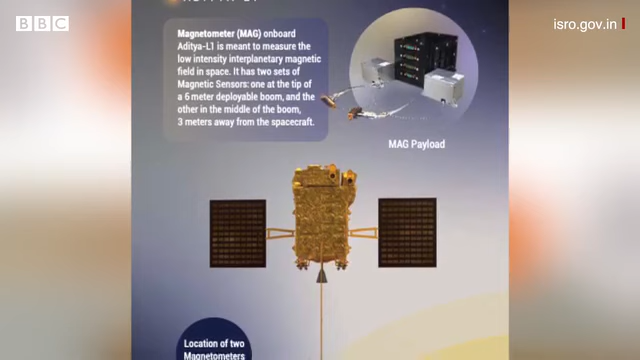 BBC
isro.gov.in
Magnetometer (MAG) onboard
Aditya-L1 is meant to measure the
low intensity interplanetary magnetic
field in space. It has two sets of
Magnetic Sensors: one at the tip of
a 6 meter deployable boom, and the
other in the middle of the boom,
3 meters away from the spacecraft.
MAG Payload
Location of two
Magnetometers